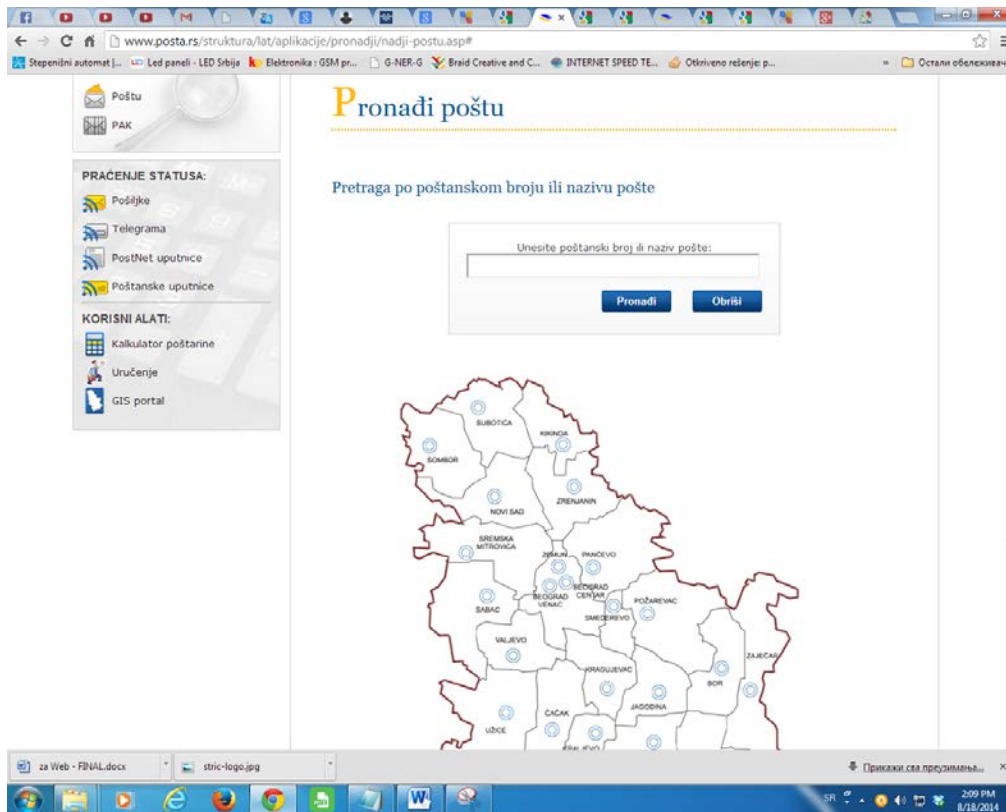 www.posta.rs/struktura/lat/aplikacije/pronadji/nadji-postu.asp#
Stepenišni automat |...
Led paneli - LED Srbija
Elektronika : GSM pr...
G-NER-G
Braid Creative and C...
INTERNET SPEED TE...
Otkriveno rešenje: p...
»
Остали обележивач
Poštu
PAK
PRAĆENJE STATUSA:
Pošiljke
Telegrama
PostNet uputnice
Poštanske uputnice
KORISNI ALATI:
Kalkulator poštarine
Uručenje
GIS portal
Pronađi poštu
Pretraga po poštanskom broju ili nazivu pošte
Unesite poštanski broj ili naziv pošte:
Pronađi
Obriši
SUBOTICA
KIKINDA
SOMBOR
ZRENJANIN
NOVI SAD
SREMSKA
MITROVICA
ZEMUN
PANČEVO
BEOGRAD
CENTAR
BEOGRAD
VENAC
ŠABAC
SMEDEREVO
POŽAREVAC
VALJEVO
ZAJEČAR
KRAGUJEVAC
BOR
JAGODINA
ČAČAK
UŽICE
KRALJEVO
za Web - FINAL.docx
stric-logo.jpg
Прикажи сва преузимања...
SR
2:09 PM
8/18/2014